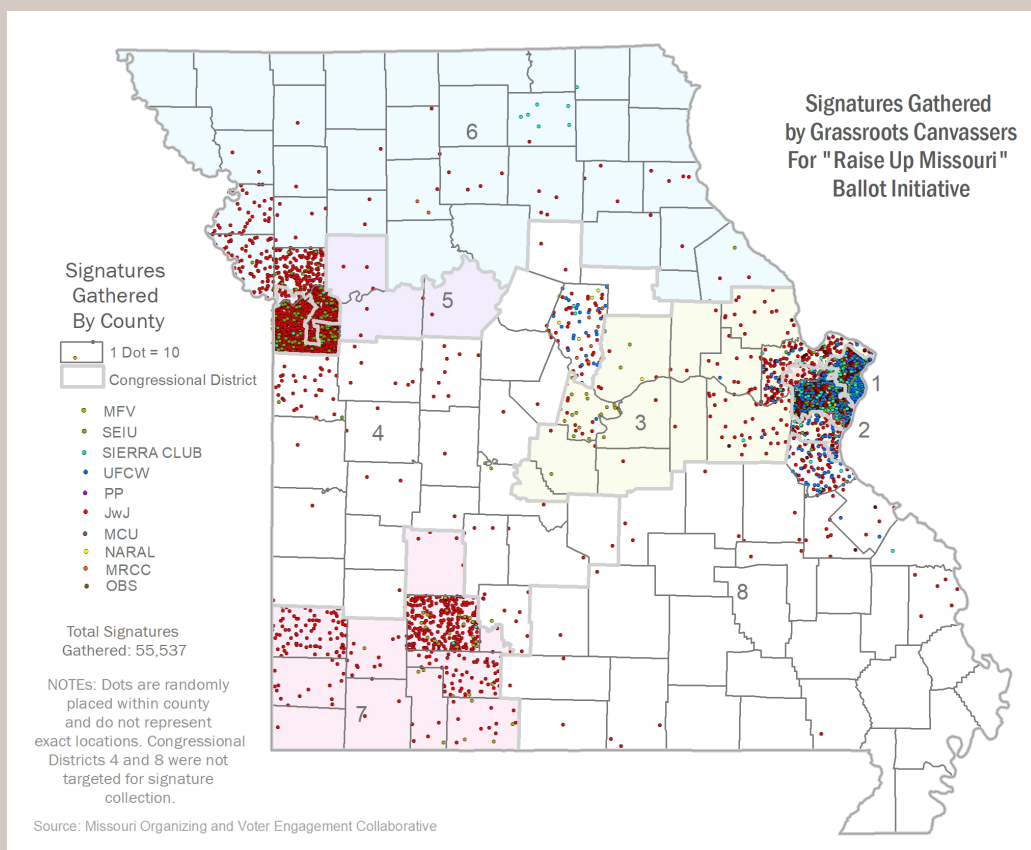 Signatures Gathered
by Grassroots Canvassers
For "Raise Up Missouri"
Ballot Initiative
6
5
4
3
1
2
8
7
Signatures
Gathered
By County
1 Dot = 10
Congressional District
MFV
SEIU
SIERRA CLUB
UFCW
PP
JwJ
MCU
NARAL
MRCC
OBS
Total Signatures
Gathered: 55,537
NOTEs: Dots are randomly
placed within county
and do not represent
exact locations. Congressional
Districts 4 and 8 were not
targeted for signature
collection.
Source: Missouri Organizing and Voter Engagement Collaborative